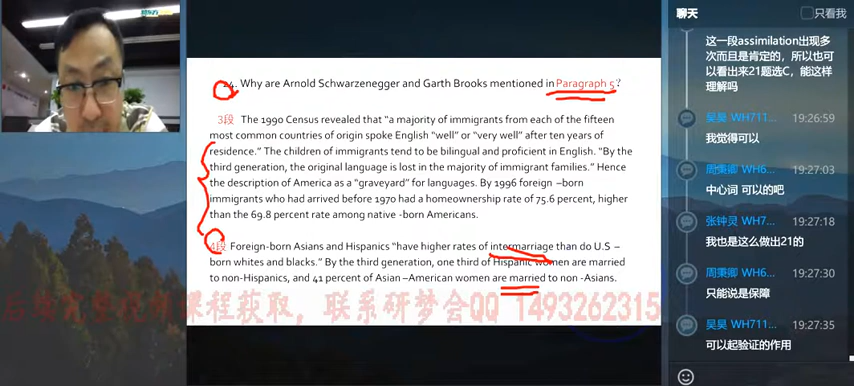 聊天
只看我
24. Why are Arnold Schwarzenegger and Garth Brooks mentioned in Paragraph 5?
3段 The 1990 Census revealed that "a majority of immigrants from each of the fifteen
most common countries of origin spoke English "well" or "very well" after ten years of
residence." The children of immigrants tend to be bilingual and proficient in English. "By the
third generation, the original language is lost in the majority of immigrant families." Hence
the description of America as a "graveyard" for languages. By 1996 foreign –born
immigrants who had arrived before 1970 had a homeownership rate of 75.6 percent, higher
than the 69.8 percent rate among native -born Americans.
4段 Foreign-born Asians and Hispanics "have higher rates of intermarriage than do U.S –
born whites and blacks." By the third generation, one third of Hispanic women are married
to non-Hispanics, and 41 percent of Asian –American women are married to non -Asians.
后续完整视频课程获取，联系研梦会QQ 1493262315
这一段assimilation出现多
次而且是肯定的，所以也可
以看出来21题选C，能这样
理解吗
吴昊 WH711... 19:26:59
我觉得可以
周秉卿 WH6... 19:27:03
中心词 可以的吧
张钟灵 WH7... 19:27:18
我也是这么做出21的
周秉卿 WH6... 19:27:30
只能说是保障
吴昊 WH711... 19:27:35
可以起验证的作用